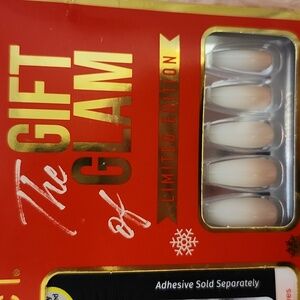 The
GIFT
of
GLAM
LIMITED EDITION
Adhesive Sold Separately